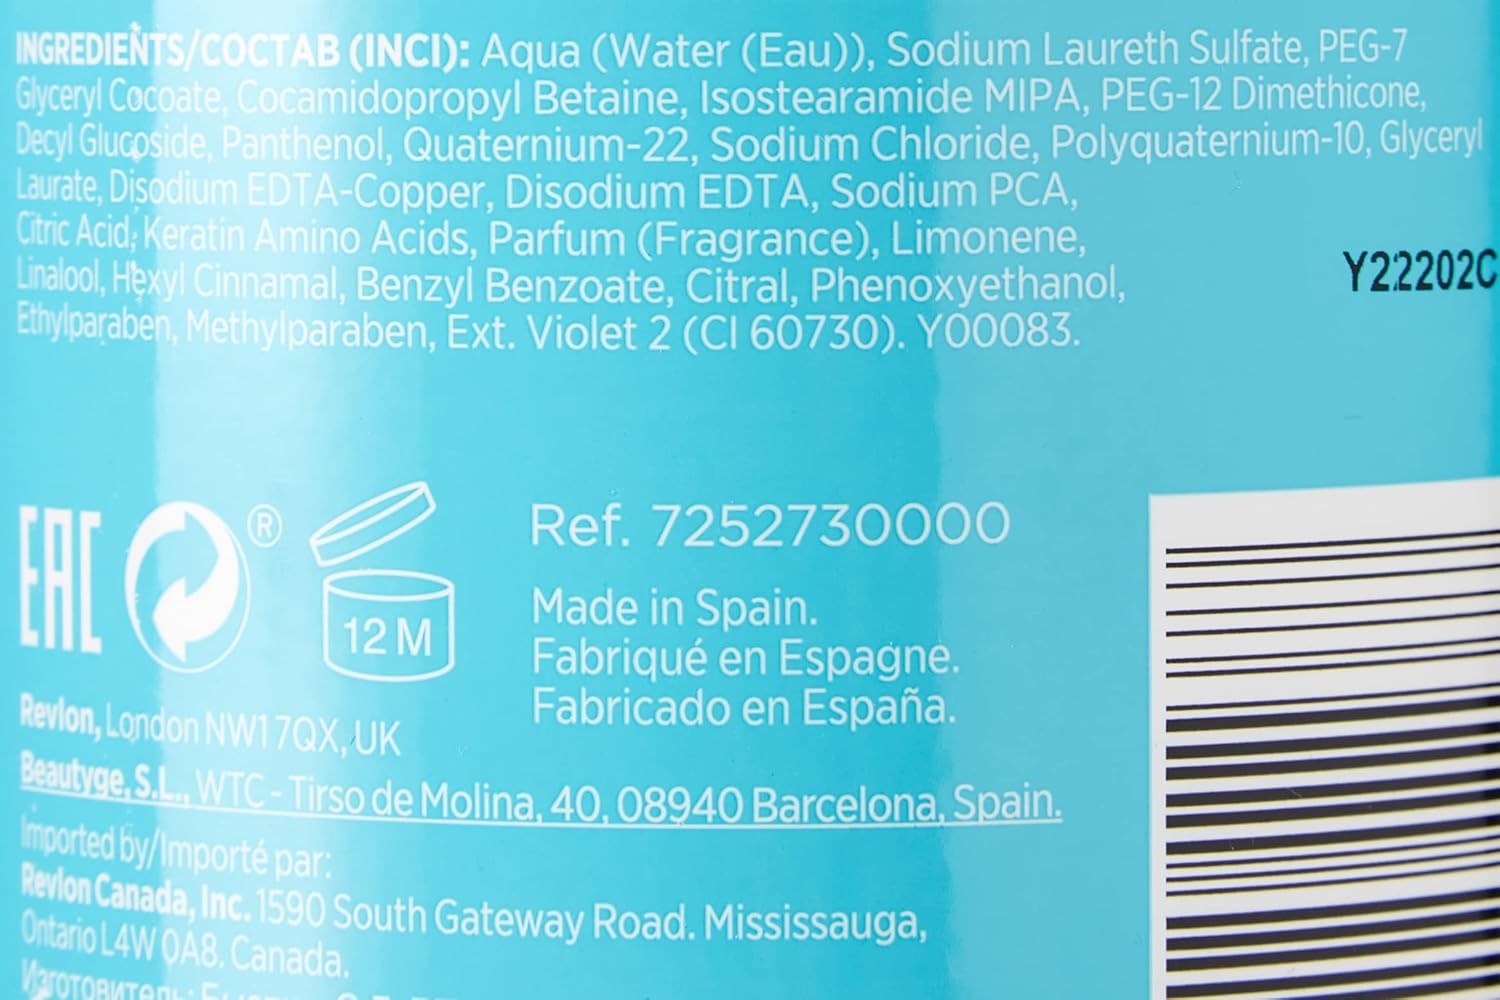 INGREDIENTS/COCTAB (INCI): Aqua (Water (Eau)), Sodium Laureth Sulfate, PEG-7
Glyceryl Cocoate, Cocamidopropyl Betaine, Isostearamide MIPA, PEG-12 Dimethicone,
Decyl Glucoside, Panthenol, Quaternium-22, Sodium Chloride, Polyquaternium-10, Glyceryl
Laurate, Disodium EDTA-Copper, Disodium EDTA, Sodium PCA,
Citric Acid, Keratin Amino Acids, Parfum (Fragrance), Limonene,
Linalool, Hexyl Cinnamal, Benzyl Benzoate, Citral, Phenoxyethanol,
Ethylparaben, Methylparaben, Ext. Violet 2 (CI 60730). Y00083.
Y22202C
EAC
®
12 M
Ref. 7252730000
Made in Spain.
Fabriqué en Espagne.
Fabricado en España.
Revlon, London NW1 7QX, UK
Beautyge, S.L., WTC - Tirso de Molina, 40, 08940 Barcelona, Spain.
Imported by/Importé par:
Revlon Canada, Inc. 1590 South Gateway Road. Mississauga,
Ontario L4W 0A8. Canada.
Изготовитель: